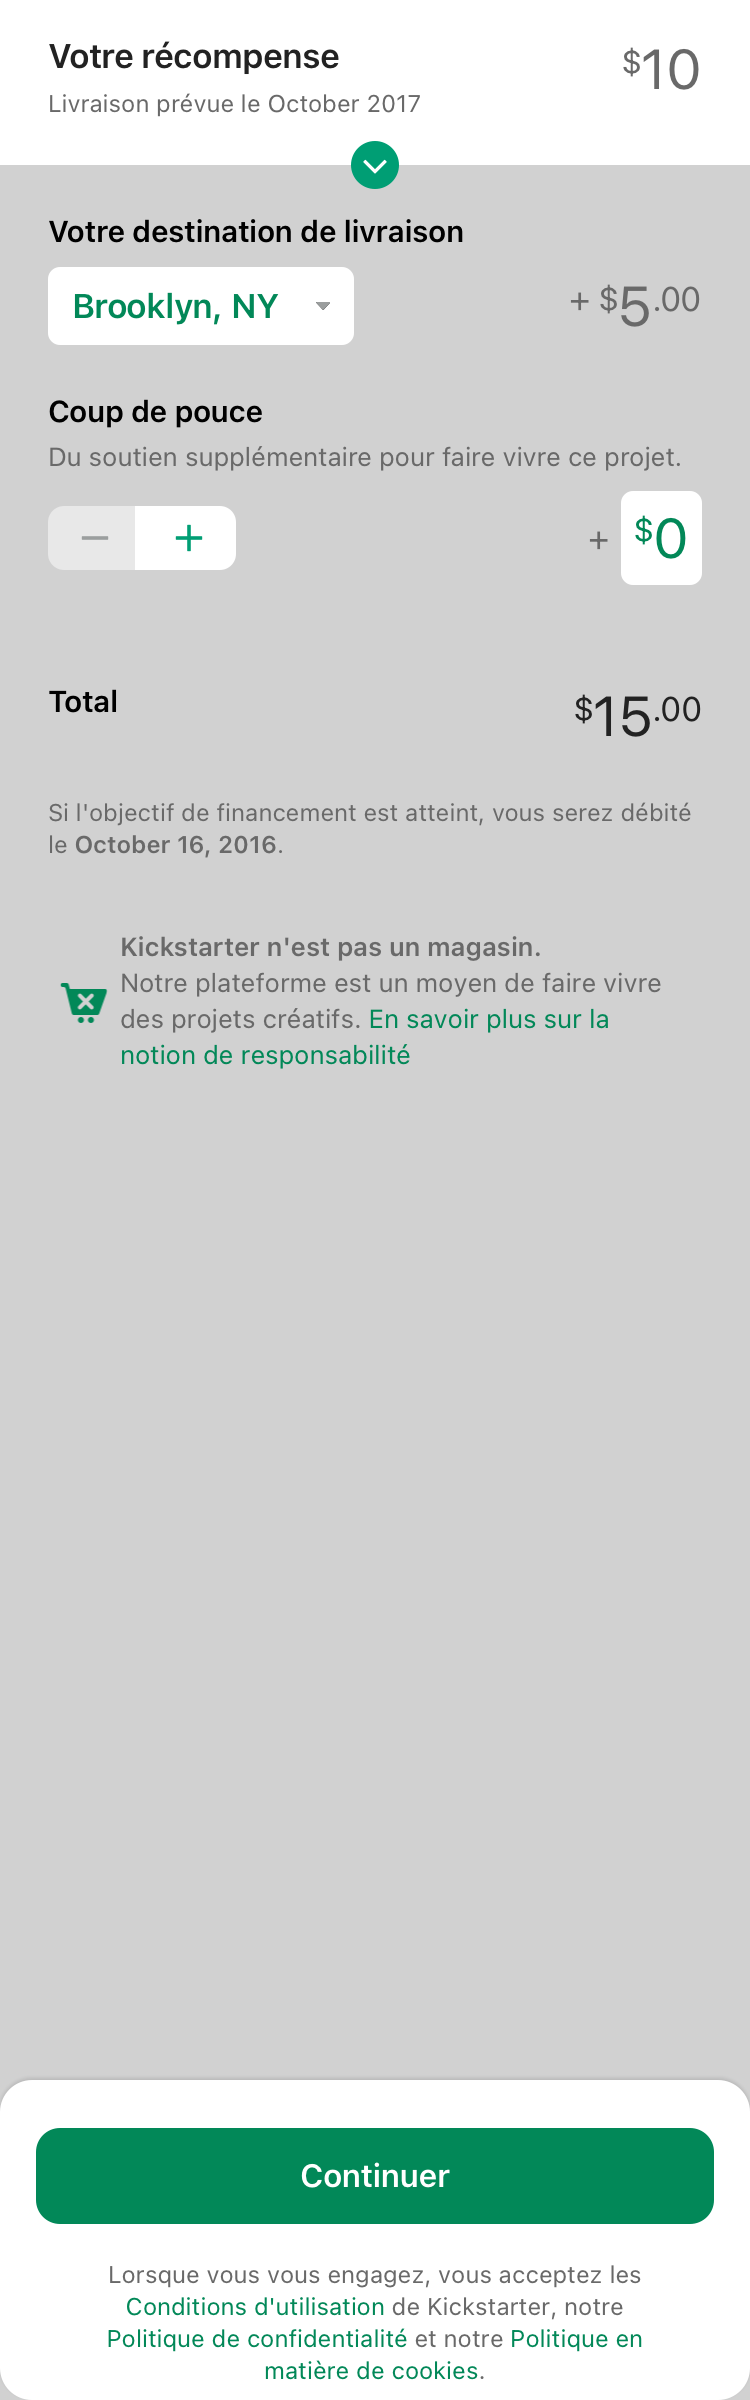 Votre récompense
$10
Livraison prévue le October 2017
Votre destination de livraison
Brooklyn, NY
+ $5.00
Coup de pouce
Du soutien supplémentaire pour faire vivre ce projet.
− +
+ $0
Total
$15.00
Si l'objectif de financement est atteint, vous serez débité
le October 16, 2016.
Kickstarter n'est pas un magasin.
Notre plateforme est un moyen de faire vivre
des projets créatifs. En savoir plus sur la
notion de responsabilité
Continuer
Lorsque vous vous engagez, vous acceptez les
Conditions d'utilisation de Kickstarter, notre
Politique de confidentialité et notre Politique en
matière de cookies.